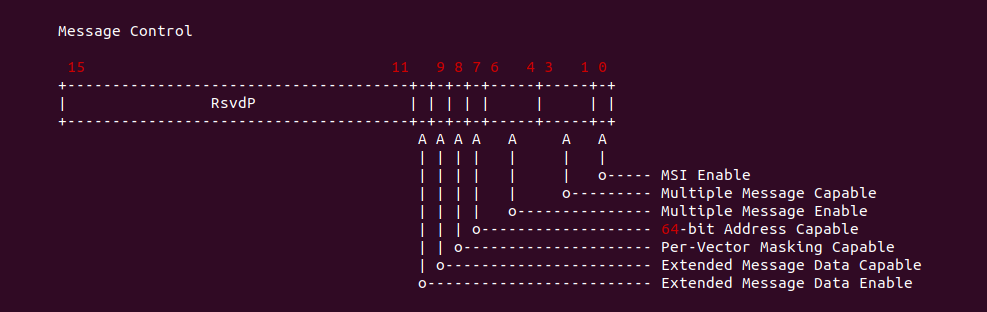 Message Control
15 11 9 8 7 6 4 3 1 0
+--------------------------------------+-+-+-+-+-----+-----+-+
| RsvdP | | | | | | | |
+--------------------------------------+-+-+-+-+-----+-----+-+
A A A A A A A
| | | | | | |
| | | | | | o----- MSI Enable
| | | | | o--------- Multiple Message Capable
| | | | o--------------- Multiple Message Enable
| | | o------------------- 64-bit Address Capable
| | o--------------------- Per-Vector Masking Capable
| o----------------------- Extended Message Data Capable
o------------------------- Extended Message Data Enable